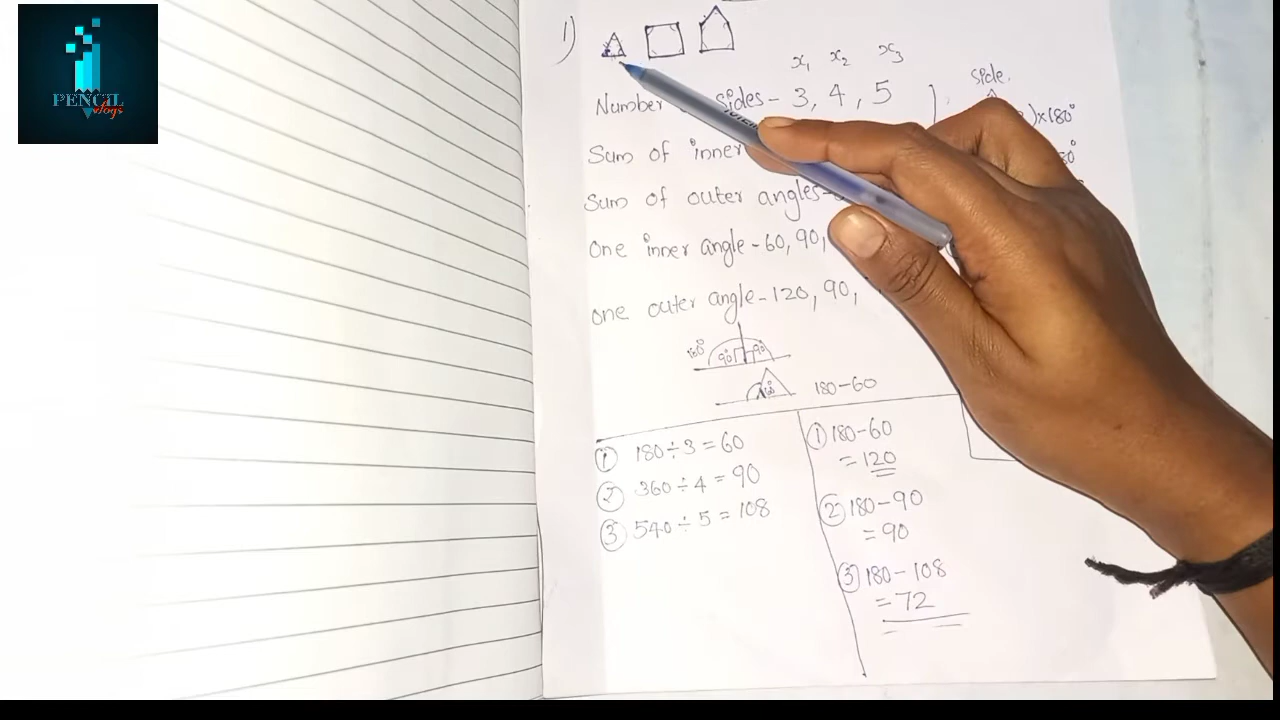 PENCIL
vlogs
1)
x₁ x₂ x₃
Number sides - 3, 4, 5
side.
)×180°
Sum of inner
Sum of outer angles -
One inner angle - 60, 90,
One outer angle - 120, 90,
180° 90° 90°
60° 180-60
① 180÷3 = 60
② 360÷4 = 90
③ 540÷5 = 108
① 180-60
= 120
② 180-90
= 90
③ 180-108
= 72